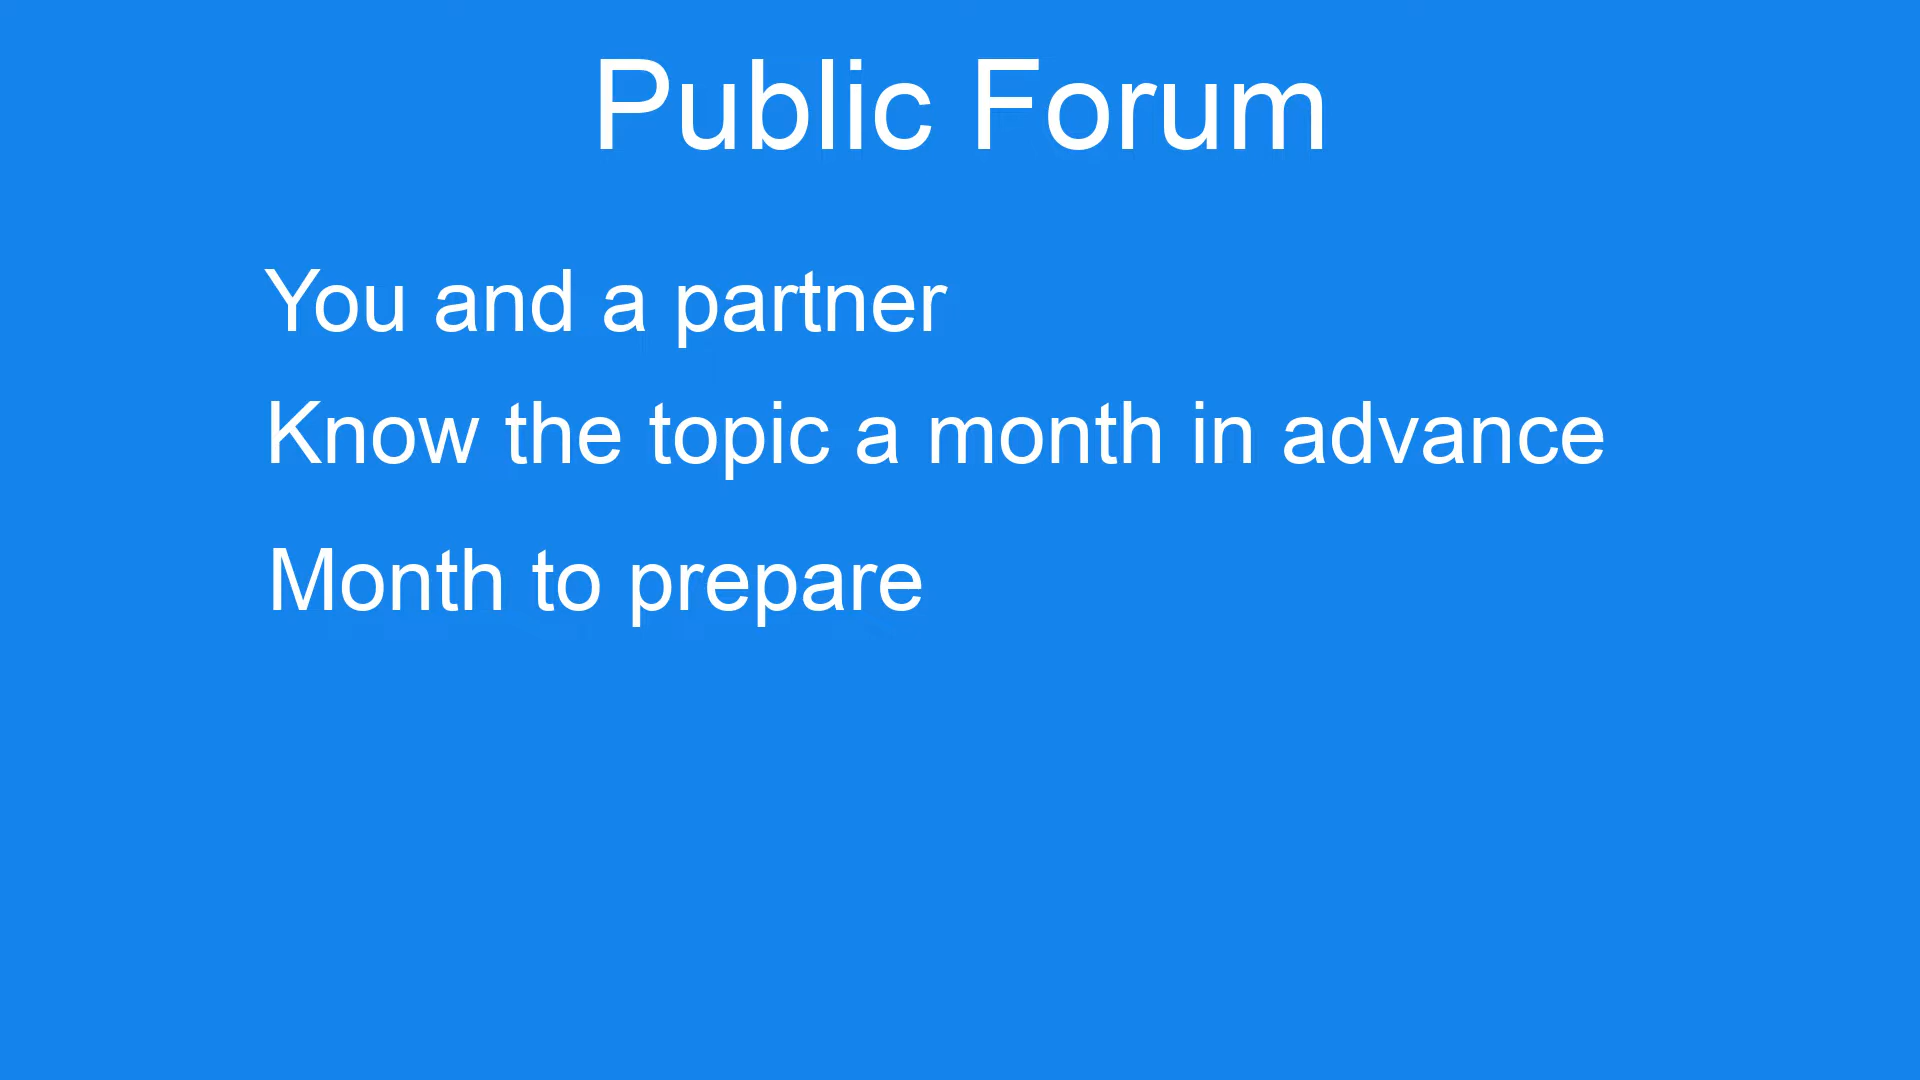 Public Forum
You and a partner
Know the topic a month in advance
Month to prepare